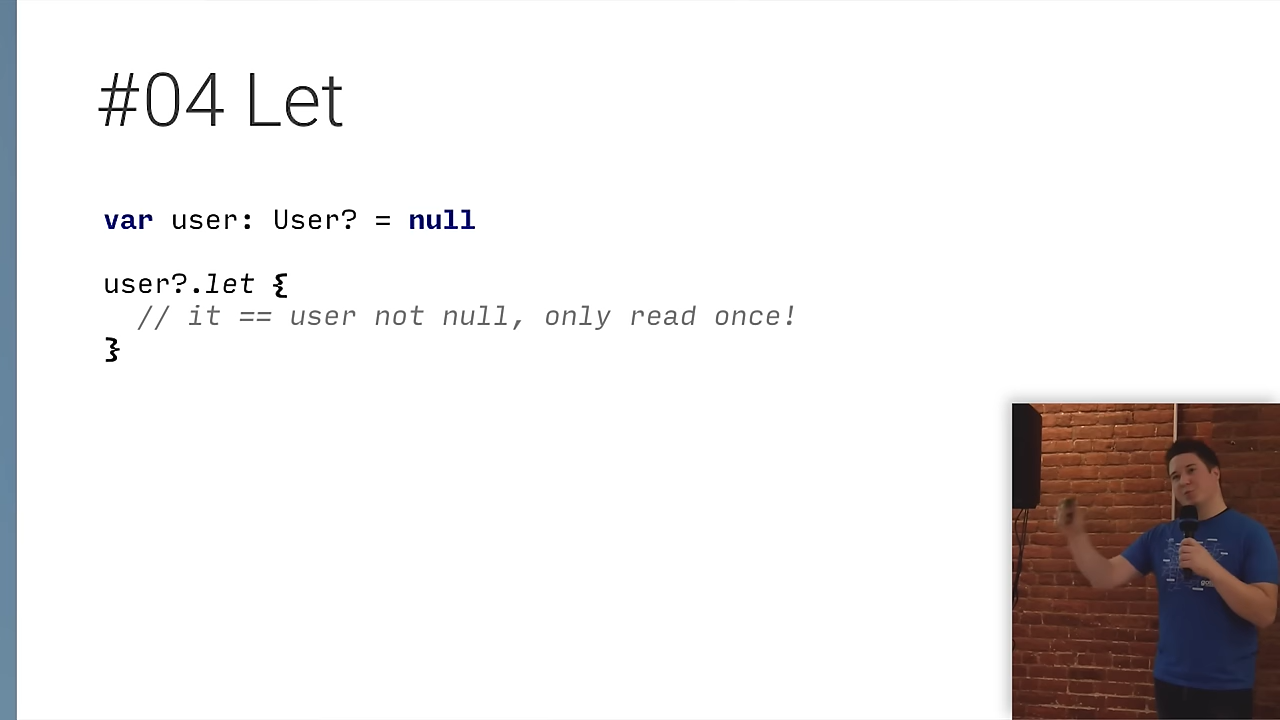 #04 Let
var user: User? = null
user?.let {
// it == user not null, only read once!
}